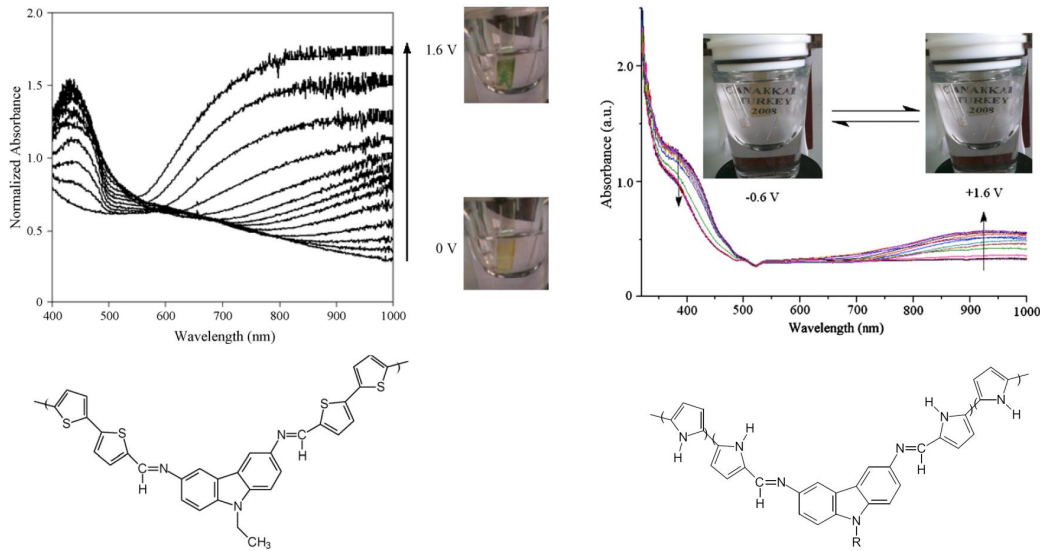 2.0
1.5
1.0
0.5
0
Normalized Absorbance
400 500 600 700 800 900 1000
Wavelength (nm)
1.6 V
0 V
S
S
C=N
H
N
CH3
N=C
H
S
S
2.0
1.0
0
Absorbance (a.u.)
400 500 600 700 800 900 1000
Wavelength (nm)
ÇANAKKALE
TURKEY
2008
-0.6 V
ÇANAKKALE
TURKEY
2008
+1.6 V
N
H
H
N
C=N
H
N
R
N=C
H
H
N
N
H